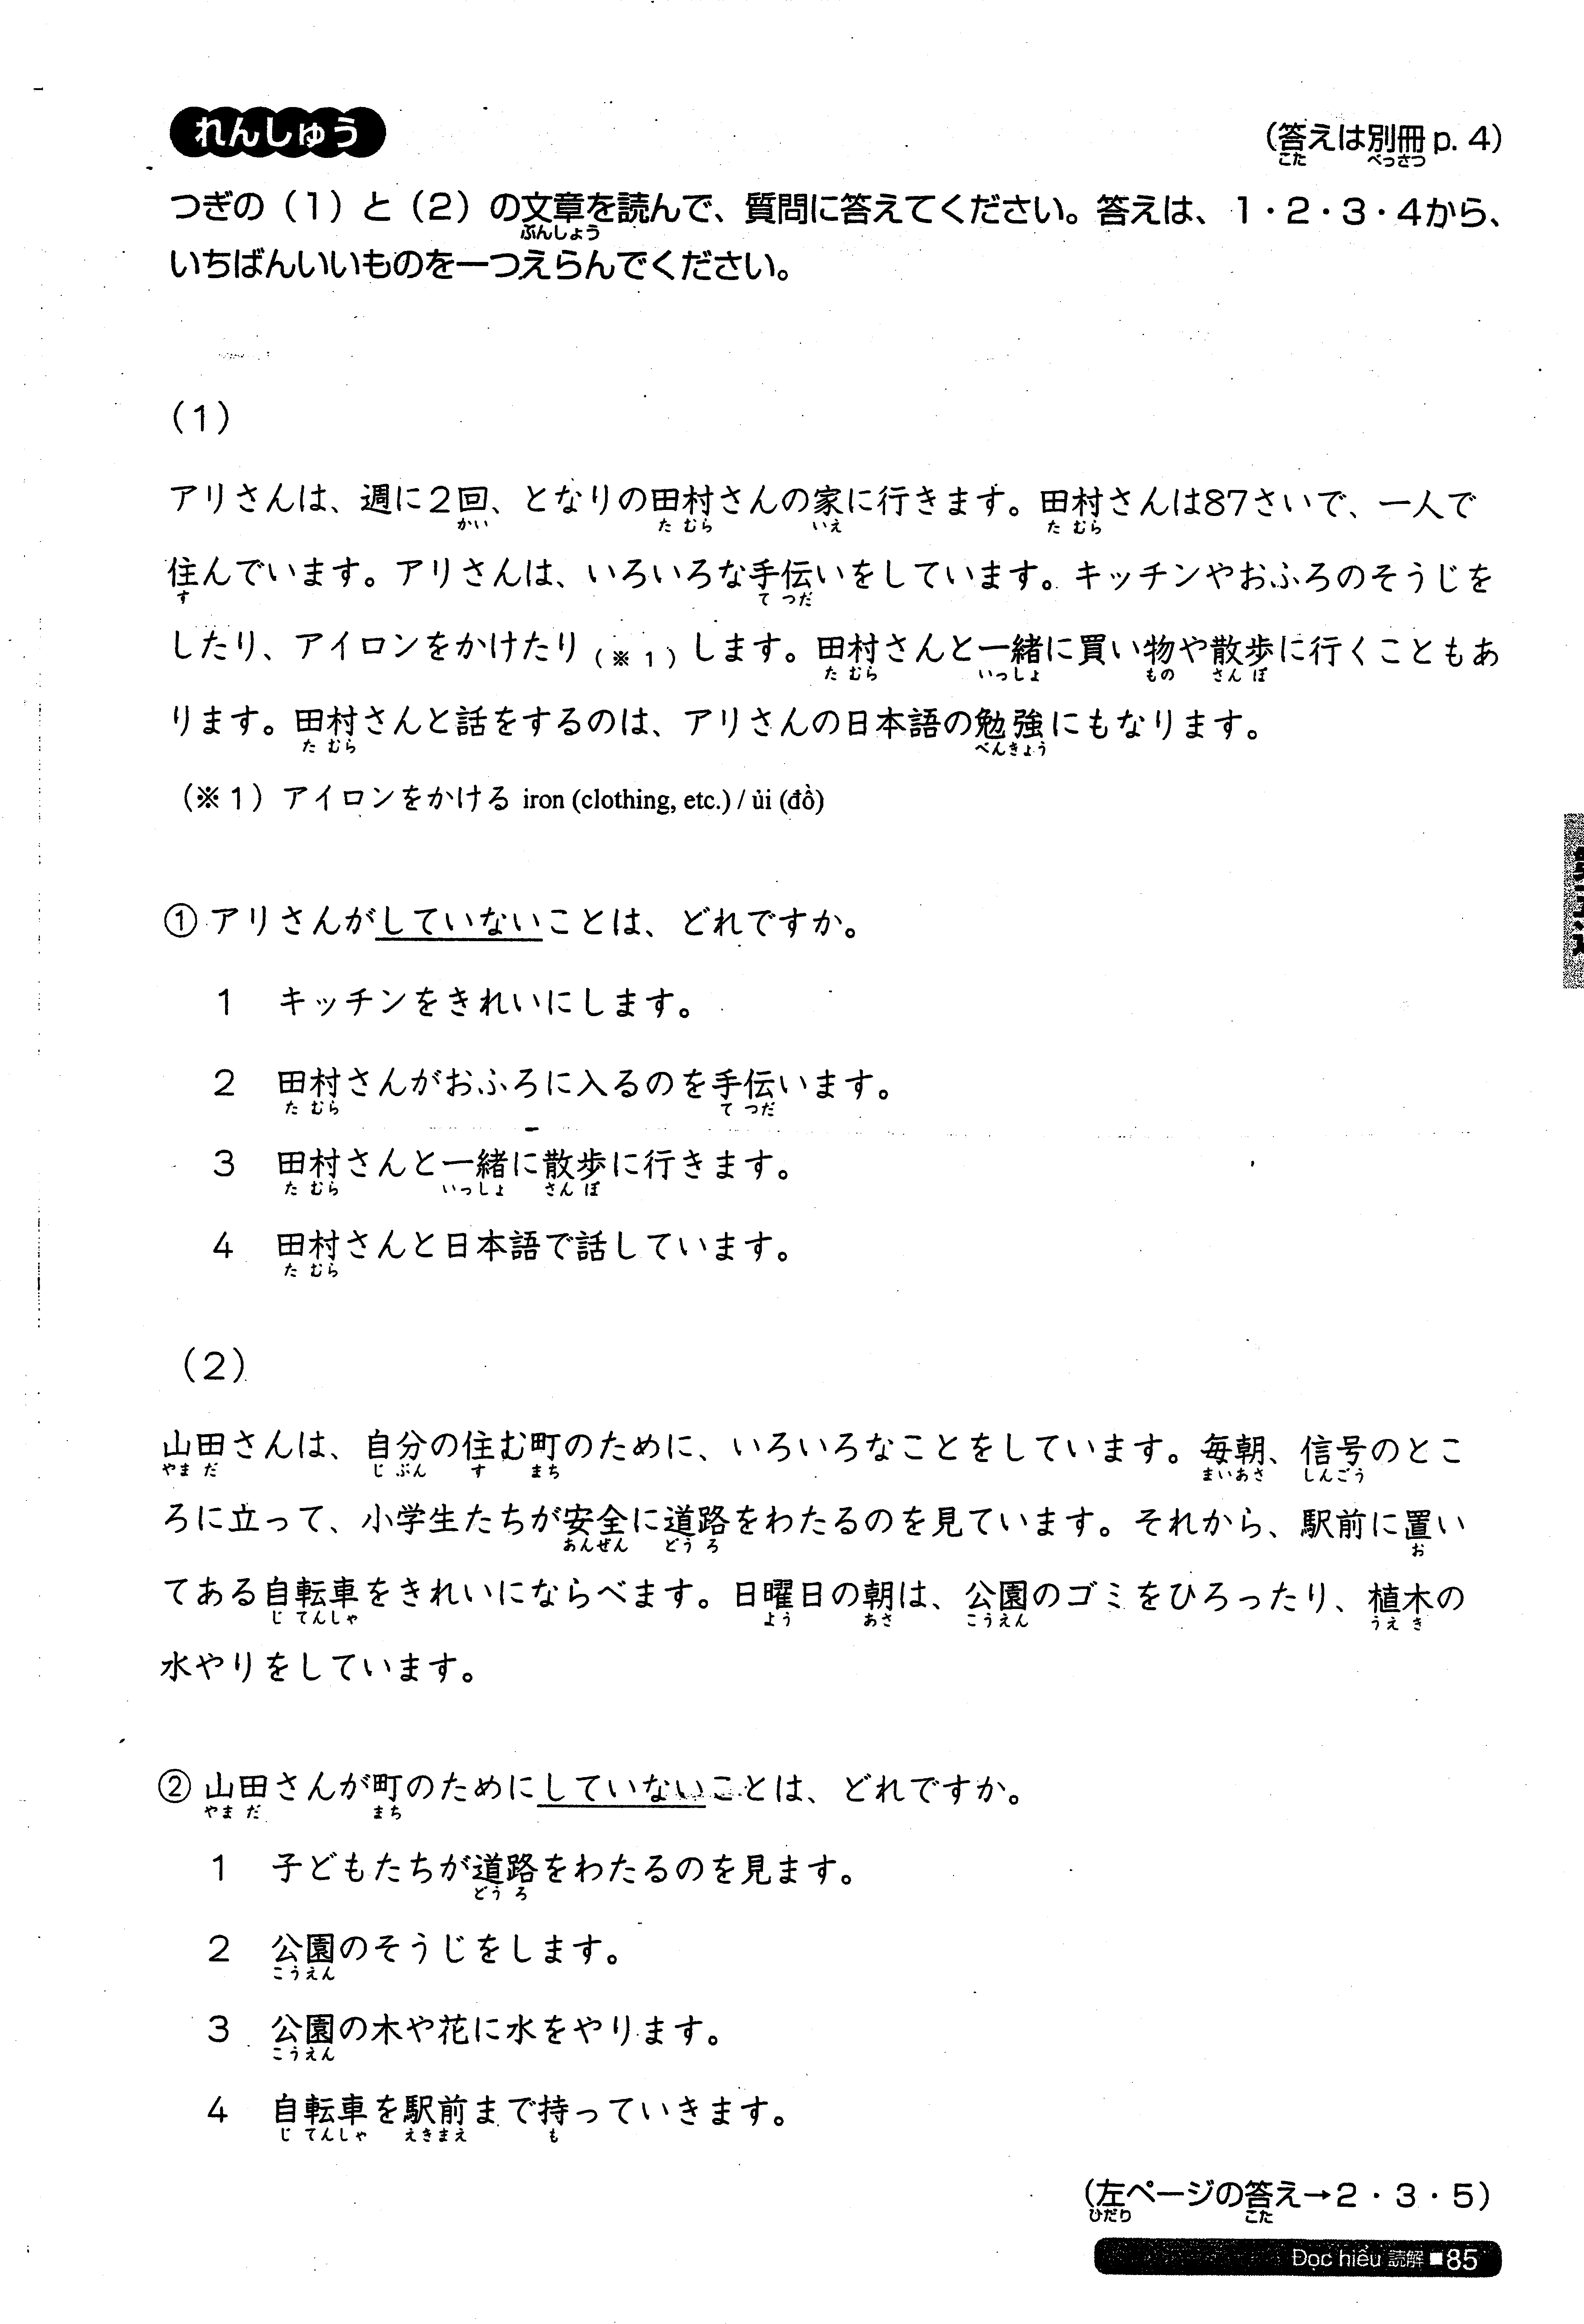 れんしゅう
(答えは別冊 p. 4)
こた べっさつ
つぎの（1）と（2）の文章を読んで、質問に答えてください。答えは、1・2・3・4から、
ぶんしょう
いちばんいいものを一つえらんでください。
(1)
アリさんは、週に2回、となりの田村さんの家に行きます。田村さんは87さいで、一人で
かい た むら いえ た むら
住んでいます。アリさんは、いろいろな手伝いをしています。キッチンやおふろのそうじを
す て つだ
したり、アイロンをかけたり（※1）します。田村さんと一緒に買い物や散歩に行くこともあ
た むら いっしょ もの さん ぽ
ります。田村さんと話をするのは、アリさんの日本語の勉強にもなります。
た むら べんきょう
（※1）アイロンをかける iron (clothing, etc.) / ủi (đồ)
① アリさんがしていないことは、どれですか。
1 キッチンをきれいにします。
2 田村さんがおふろに入るのを手伝います。
た むら て つだ
3 田村さんと一緒に散歩に行きます。
た むら いっしょ さん ぽ
4 田村さんと日本語で話しています。
た むら
(2)
山田さんは、自分の住む町のために、いろいろなことをしています。毎朝、信号のとこ
やま だ じ ぶん す まち まいあさ しんごう
ろに立って、小学生たちが安全に道路をわたるのを見ています。それから、駅前に置い
あんぜん どう ろ お
てある自転車をきれいにならべます。日曜日の朝は、公園のゴミをひろったり、植木の
じ てんしゃ よう あさ こうえん うえ き
水やりをしています。
② 山田さんが町のためにしていないことは、どれですか。
やま だ まち
1 子どもたちが道路をわたるのを見ます。
どう ろ
2 公園のそうじをします。
こうえん
3 公園の木や花に水をやります。
こうえん
4 自転車を駅前まで持っていきます。
じ てんしゃ えきまえ も
（左ページの答え→2・3・5）
ひだり こた
Đọc hiểu 読解 ■85